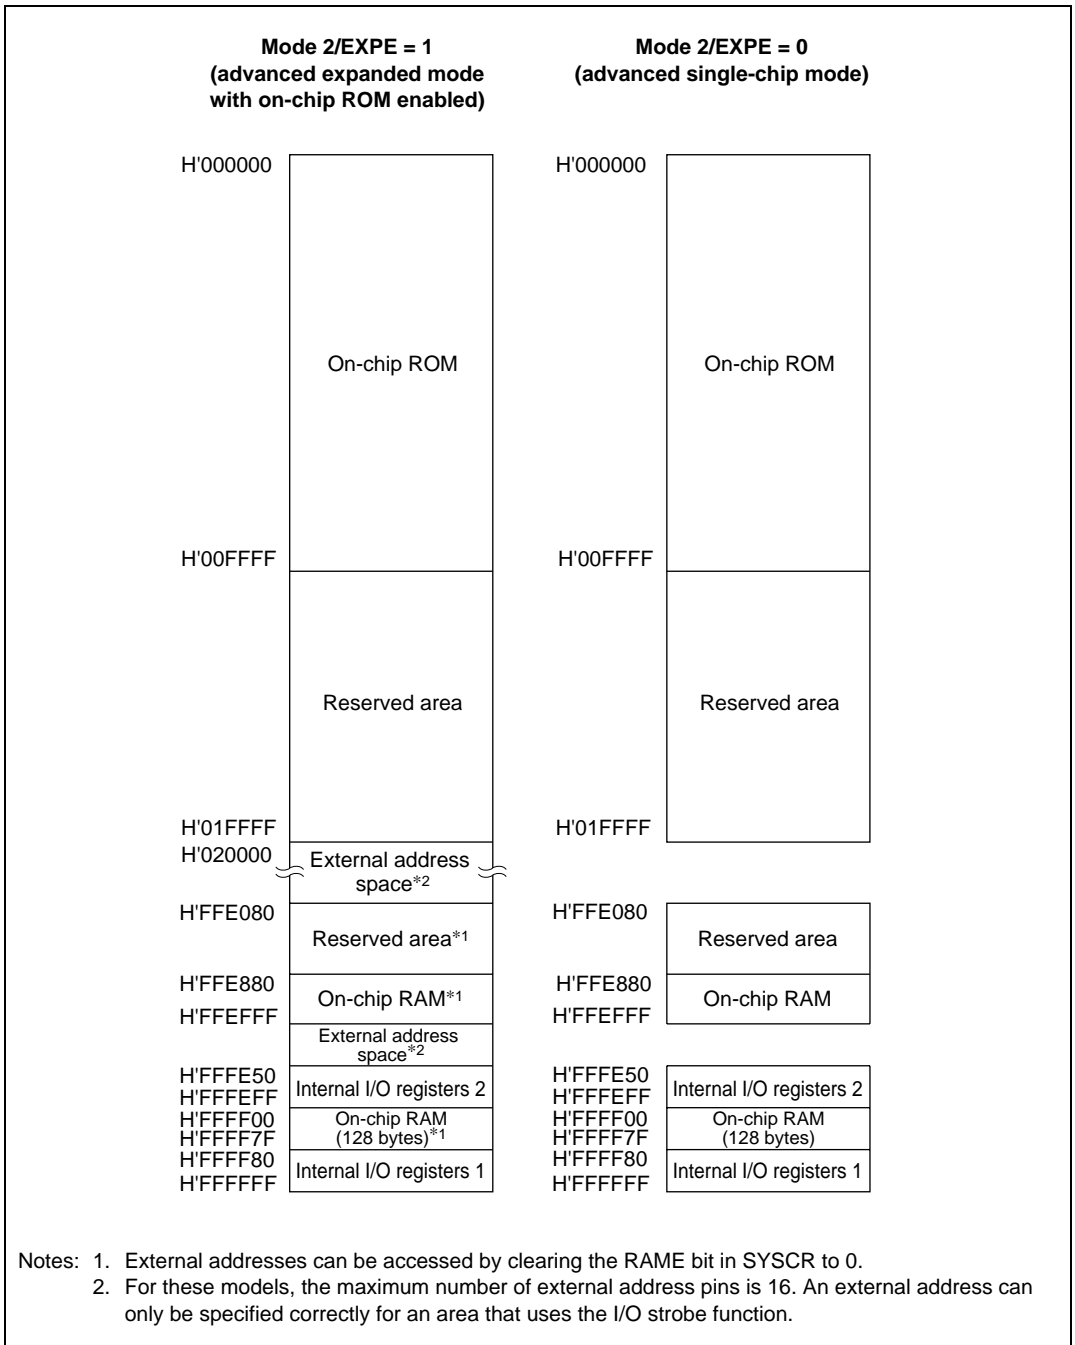 Mode 2/EXPE = 1
(advanced expanded mode
with on-chip ROM enabled)
H'000000
On-chip ROM
H'00FFFF
Reserved area
H'01FFFF
H'020000
External address
space*2
H'FFE080
Reserved area*1
H'FFE880
On-chip RAM*1
H'FFEFFF
External address
space*2
H'FFFE50
Internal I/O registers 2
H'FFFEFF
H'FFFF00
On-chip RAM
(128 bytes)*1
H'FFFF7F
H'FFFF80
Internal I/O registers 1
H'FFFFFF
Mode 2/EXPE = 0
(advanced single-chip mode)
H'000000
On-chip ROM
H'00FFFF
Reserved area
H'01FFFF
H'FFE080
Reserved area
H'FFE880
On-chip RAM
H'FFEFFF
H'FFFE50
Internal I/O registers 2
H'FFFEFF
H'FFFF00
On-chip RAM
(128 bytes)
H'FFFF7F
H'FFFF80
Internal I/O registers 1
H'FFFFFF
Notes: 1. External addresses can be accessed by clearing the RAME bit in SYSCR to 0.
2. For these models, the maximum number of external address pins is 16. An external address can
only be specified correctly for an area that uses the I/O strobe function.